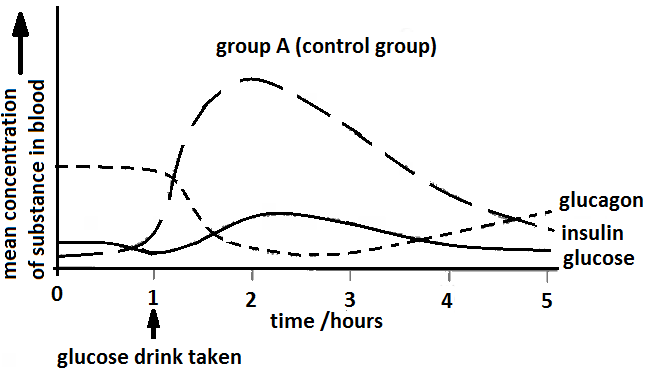 group A (control group)
mean concentration
of substance in blood
glucagon
insulin
glucose
0 1 2 3 4 5
time /hours
glucose drink taken